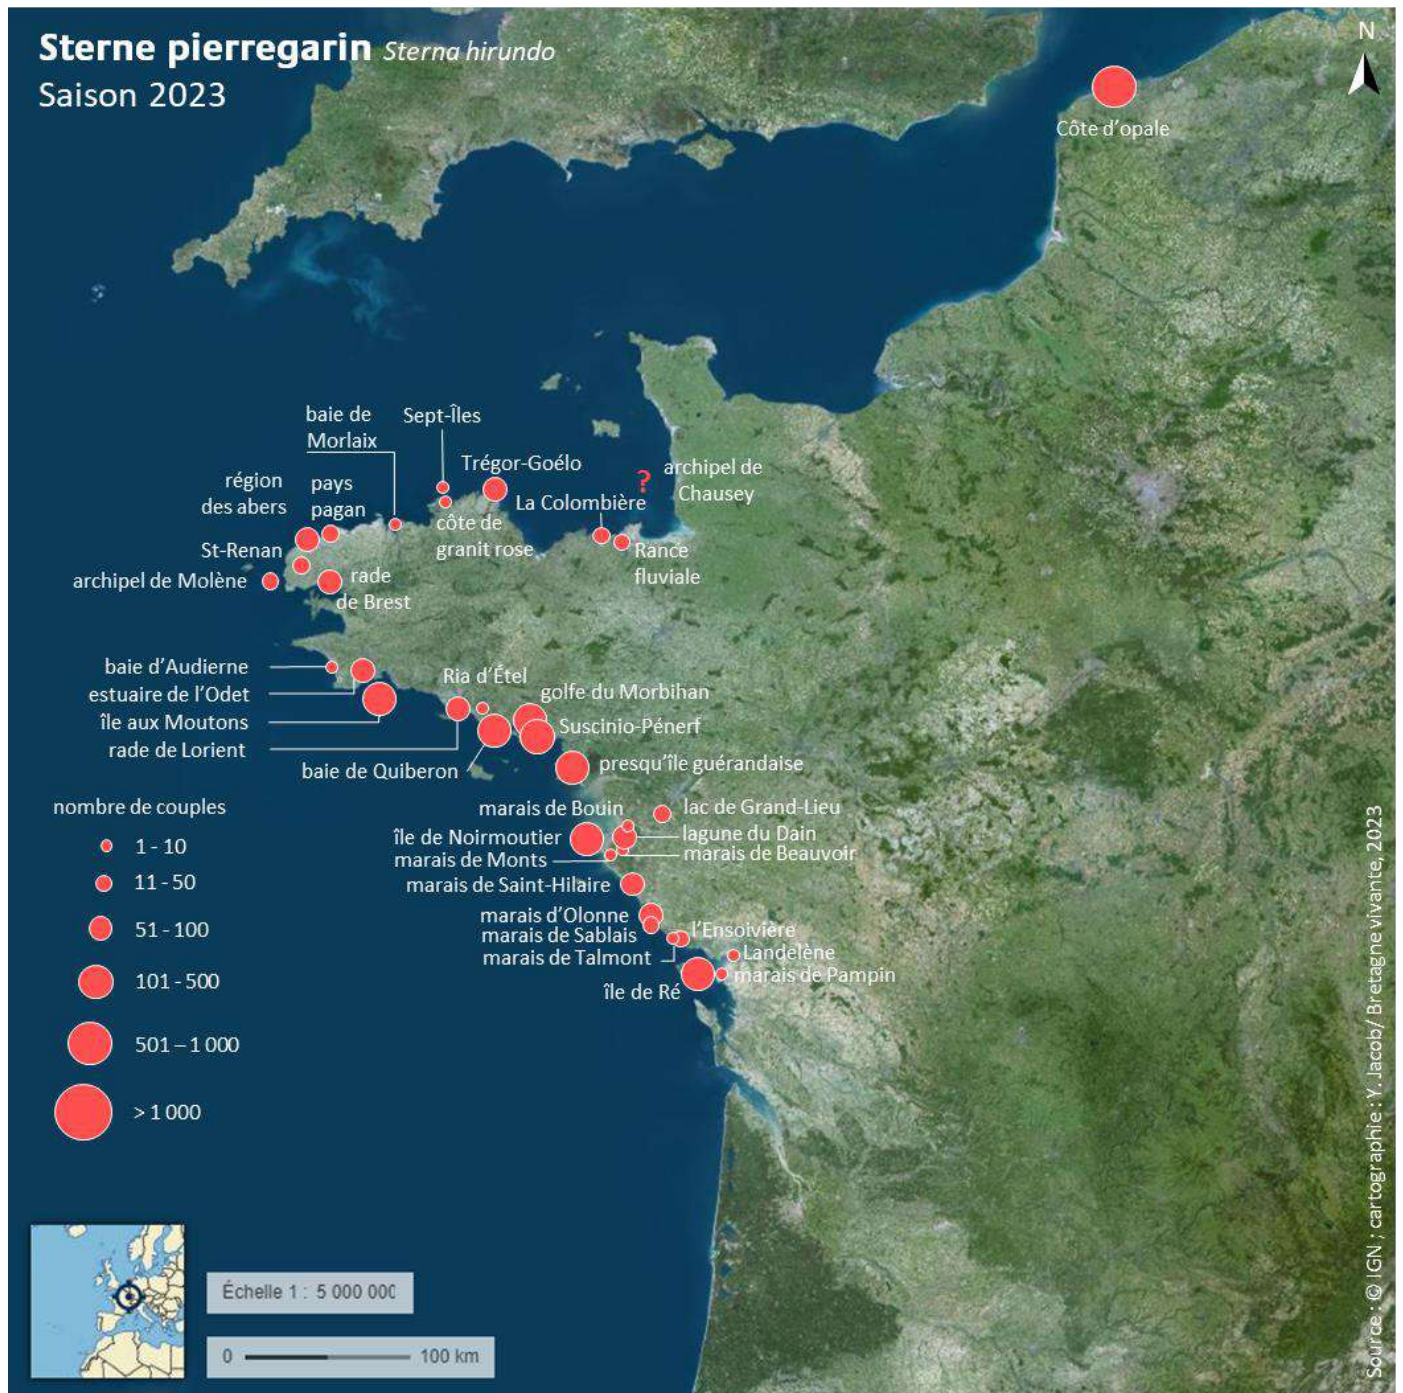 Sterne pierregarin Sterna hirundo
Saison 2023
N
Côte d'opale
baie de
Morlaix
Sept-Îles
Trégor-Goélo
archipel de
Chausey
?
région
des abers
pays
pagan
La Colombière
côte de
granit rose
St-Renan
Rance
fluviale
archipel de Molène
rade
de Brest
baie d'Audierne
estuaire de l'Odet
île aux Moutons
rade de Lorient
Ria d'Étel
golfe du Morbihan
Suscinio-Pénerf
baie de Quiberon
presqu'île guérandaise
nombre de couples
1 - 10
11 - 50
51 - 100
101 - 500
501 – 1 000
> 1 000
marais de Bouin
lac de Grand-Lieu
île de Noirmoutier
lagune du Dain
marais de Monts
marais de Beauvoir
marais de Saint-Hilaire
marais d'Olonne
marais de Sablais
l'Ensoivière
marais de Talmont
Landelène
marais de Pampin
île de Ré
Échelle 1 : 5 000 000
0 100 km
Source : © IGN ; cartographie : Y. Jacob/ Bretagne vivante, 2023